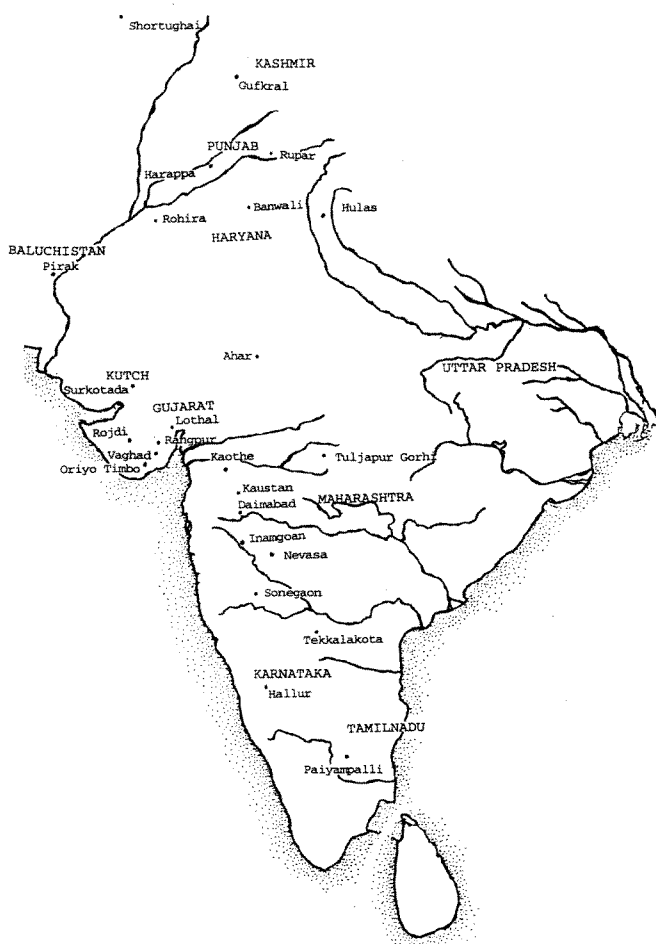 Shortughai
KASHMIR
Gufkral
PUNJAB
Rupar
Harappa
Banwali
Hulas
Rohira
HARYANA
BALUCHISTAN
Pirak
Ahar
UTTAR PRADESH
KUTCH
Surkotada
GUJARAT
Lothal
Rojdi
Rangpur
Vaghad
Kaothe
Tuljapur Gorhi
Oriyo Timbo
Kaustan
MAHARASHTRA
Daimabad
Inamgoan
Nevasa
Sonegaon
Tekkalakota
KARNATAKA
Hallur
TAMILNADU
Paiyampalli